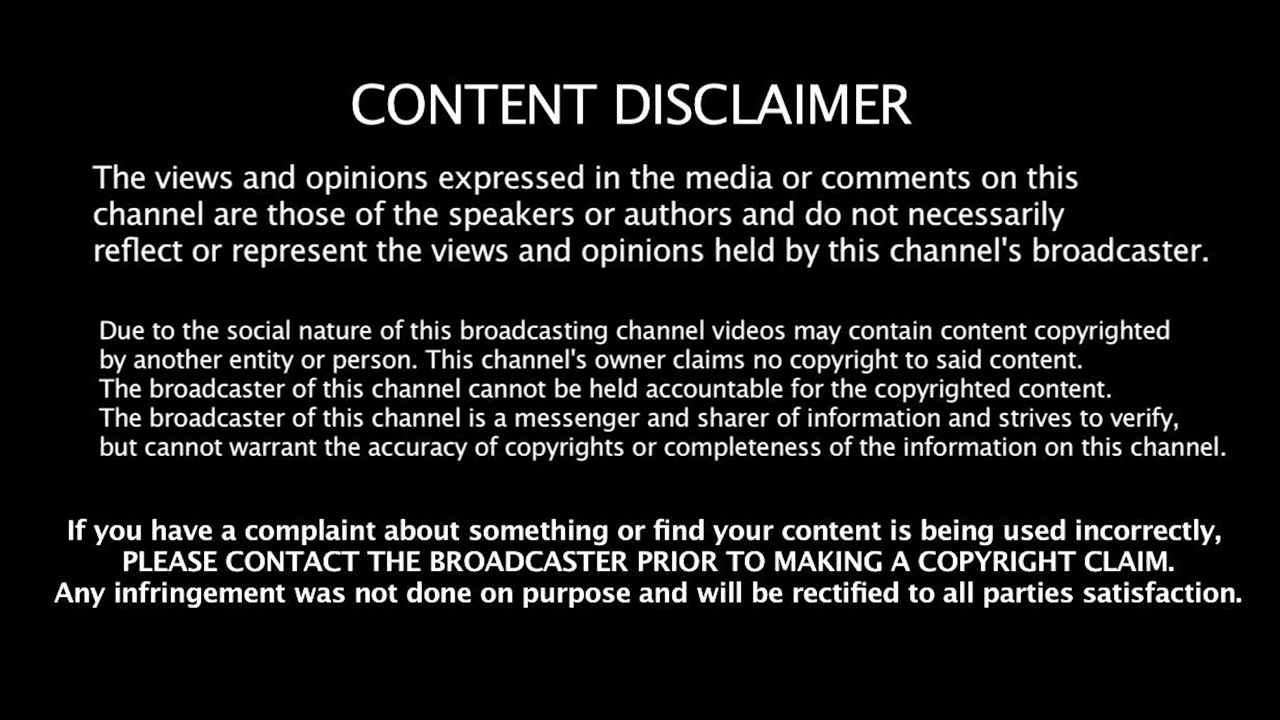 CONTENT DISCLAIMER
The views and opinions expressed in the media or comments on this
channel are those of the speakers or authors and do not necessarily
reflect or represent the views and opinions held by this channel's broadcaster.
Due to the social nature of this broadcasting channel videos may contain content copyrighted
by another entity or person. This channel's owner claims no copyright to said content.
The broadcaster of this channel cannot be held accountable for the copyrighted content.
The broadcaster of this channel is a messenger and sharer of information and strives to verify,
but cannot warrant the accuracy of copyrights or completeness of the information on this channel.
If you have a complaint about something or find your content is being used incorrectly,
PLEASE CONTACT THE BROADCASTER PRIOR TO MAKING A COPYRIGHT CLAIM.
Any infringement was not done on purpose and will be rectified to all parties satisfaction.